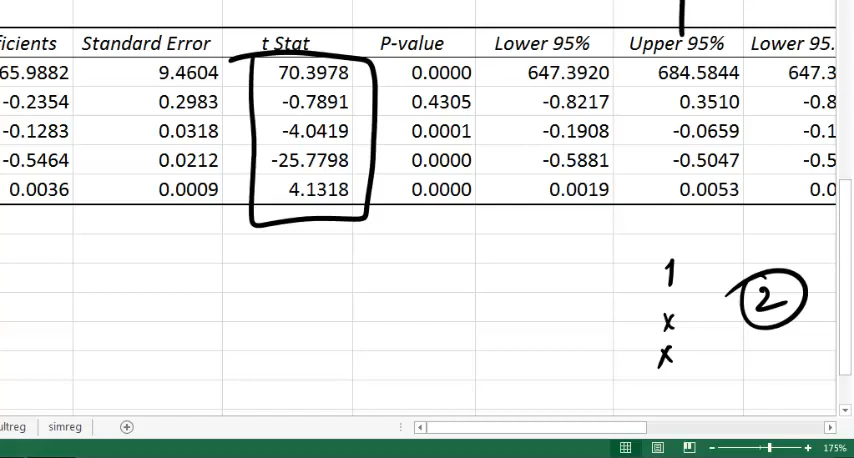 ficients Standard Error t Stat P-value Lower 95% Upper 95% Lower 95.
65.9882 9.4604 70.3978 0.0000 647.3920 684.5844 647.3
-0.2354 0.2983 -0.7891 0.4305 -0.8217 0.3510 -0.8
-0.1283 0.0318 -4.0419 0.0001 -0.1908 -0.0659 -0.1
-0.5464 0.0212 -25.7798 0.0000 -0.5881 -0.5047 -0.5
0.0036 0.0009 4.1318 0.0000 0.0019 0.0053 0.0
1
2
x
x
ultreg simreg
175%